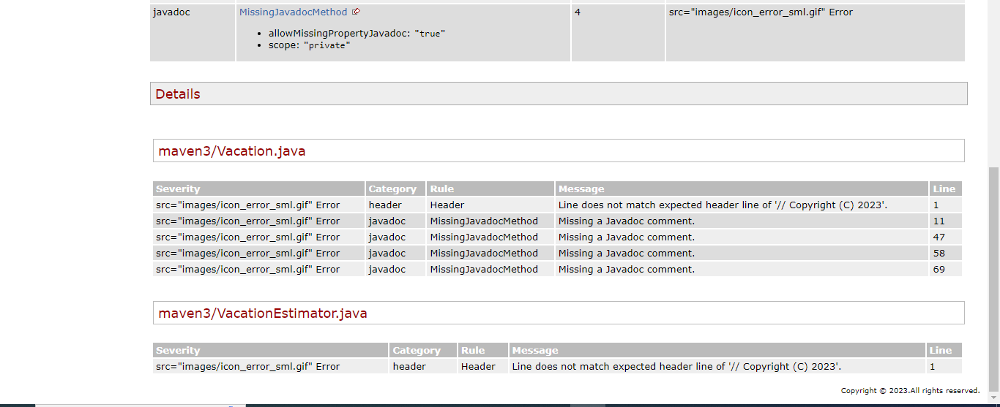 javadoc MissingJavadocMethod 4 src="images/icon_error_sml.gif" Error
• allowMissingPropertyJavadoc: "true"
• scope: "private"
Details
maven3/Vacation.java
Severity Category Rule Message Line
src="images/icon_error_sml.gif" Error header Header Line does not match expected header line of '// Copyright (C) 2023'. 1
src="images/icon_error_sml.gif" Error javadoc MissingJavadocMethod Missing a Javadoc comment. 11
src="images/icon_error_sml.gif" Error javadoc MissingJavadocMethod Missing a Javadoc comment. 47
src="images/icon_error_sml.gif" Error javadoc MissingJavadocMethod Missing a Javadoc comment. 58
src="images/icon_error_sml.gif" Error javadoc MissingJavadocMethod Missing a Javadoc comment. 69
maven3/VacationEstimator.java
Severity Category Rule Message Line
src="images/icon_error_sml.gif" Error header Header Line does not match expected header line of '// Copyright (C) 2023'. 1
Copyright © 2023.All rights reserved.